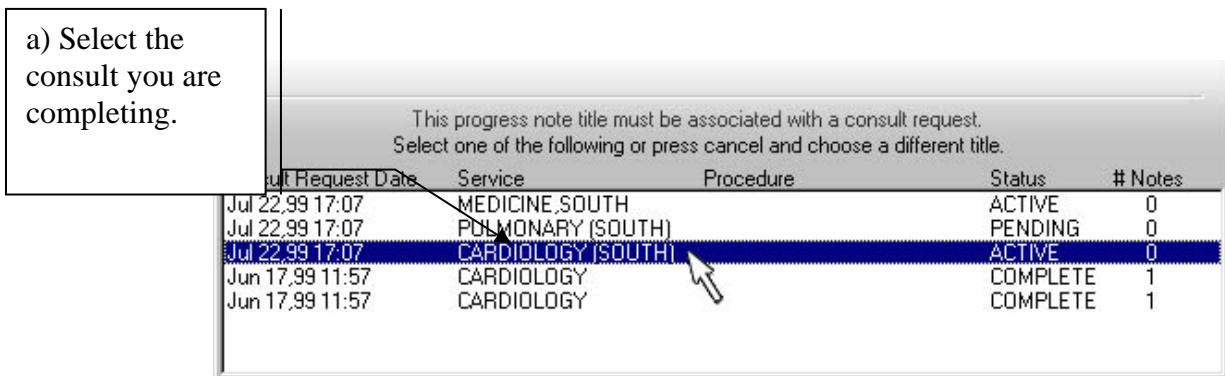 a) Select the
consult you are
completing.
This progress note title must be associated with a consult request.
Select one of the following or press cancel and choose a different title.
Request Date Service Procedure Status # Notes
Jul 22,99 17:07 MEDICINE,SOUTH ACTIVE 0
Jul 22,99 17:07 PULMONARY (SOUTH) PENDING 0
Jul 22,99 17:07 CARDIOLOGY (SOUTH) ACTIVE 0
Jun 17,99 11:57 CARDIOLOGY COMPLETE 1
Jun 17,99 11:57 CARDIOLOGY COMPLETE 1